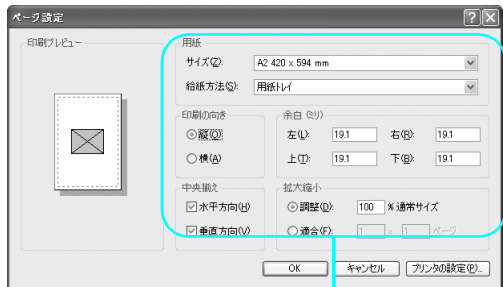 ページ設定
印刷プレビュー
用紙
サイズ(Z):
A2 420 x 594 mm
給紙方法(S):
用紙トレイ
印刷の向き
縦(O)
横(A)
余白 (ミリ)
左(L): 19.1 右(R): 19.1
上(T): 19.1 下(B): 19.1
中央揃え
水平方向(H)
垂直方向(V)
拡大縮小
調整(D): 100 % 通常サイズ
適合(F): 1 x 1 ページ
OK キャンセル プリンタの設定(P)...